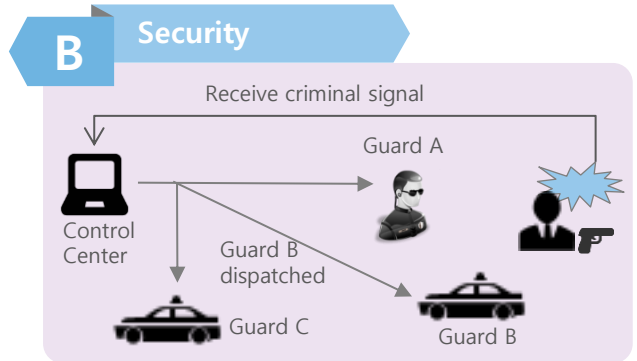 B
Security
Receive criminal signal
Guard A
Control
Center
Guard B
dispatched
Guard C
Guard B